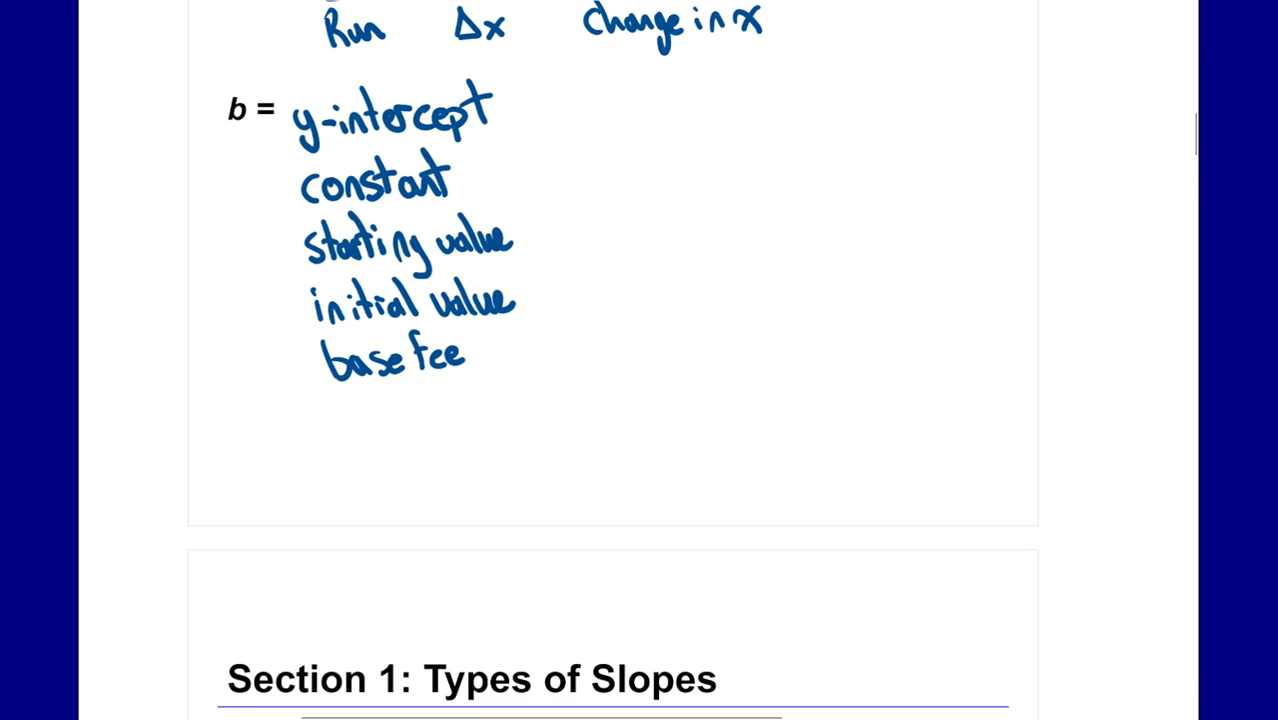 Run Δx Change in x
b = y-intercept
constant
starting value
initial value
base fee
Section 1: Types of Slopes